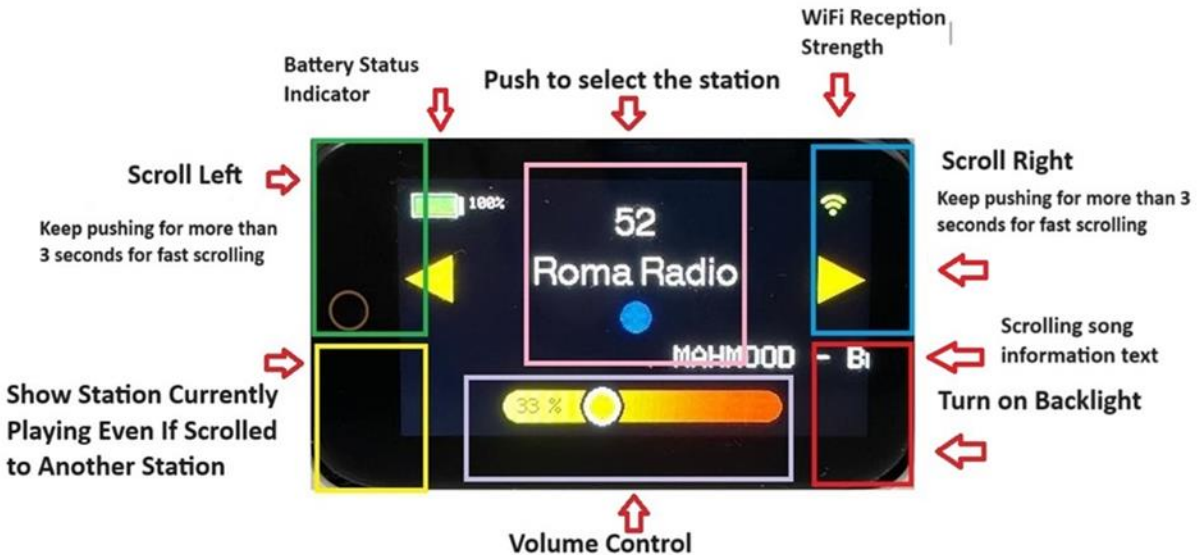 WiFi Reception
Strength
Battery Status
Indicator
Push to select the station
Scroll Left
Keep pushing for more than
3 seconds for fast scrolling
Scroll Right
Keep pushing for more than 3
seconds for fast scrolling
100%
52
Roma Radio
MAHMOOD -
Scrolling song
information text
33 %
Show Station Currently
Playing Even If Scrolled
to Another Station
Turn on Backlight
Volume Control